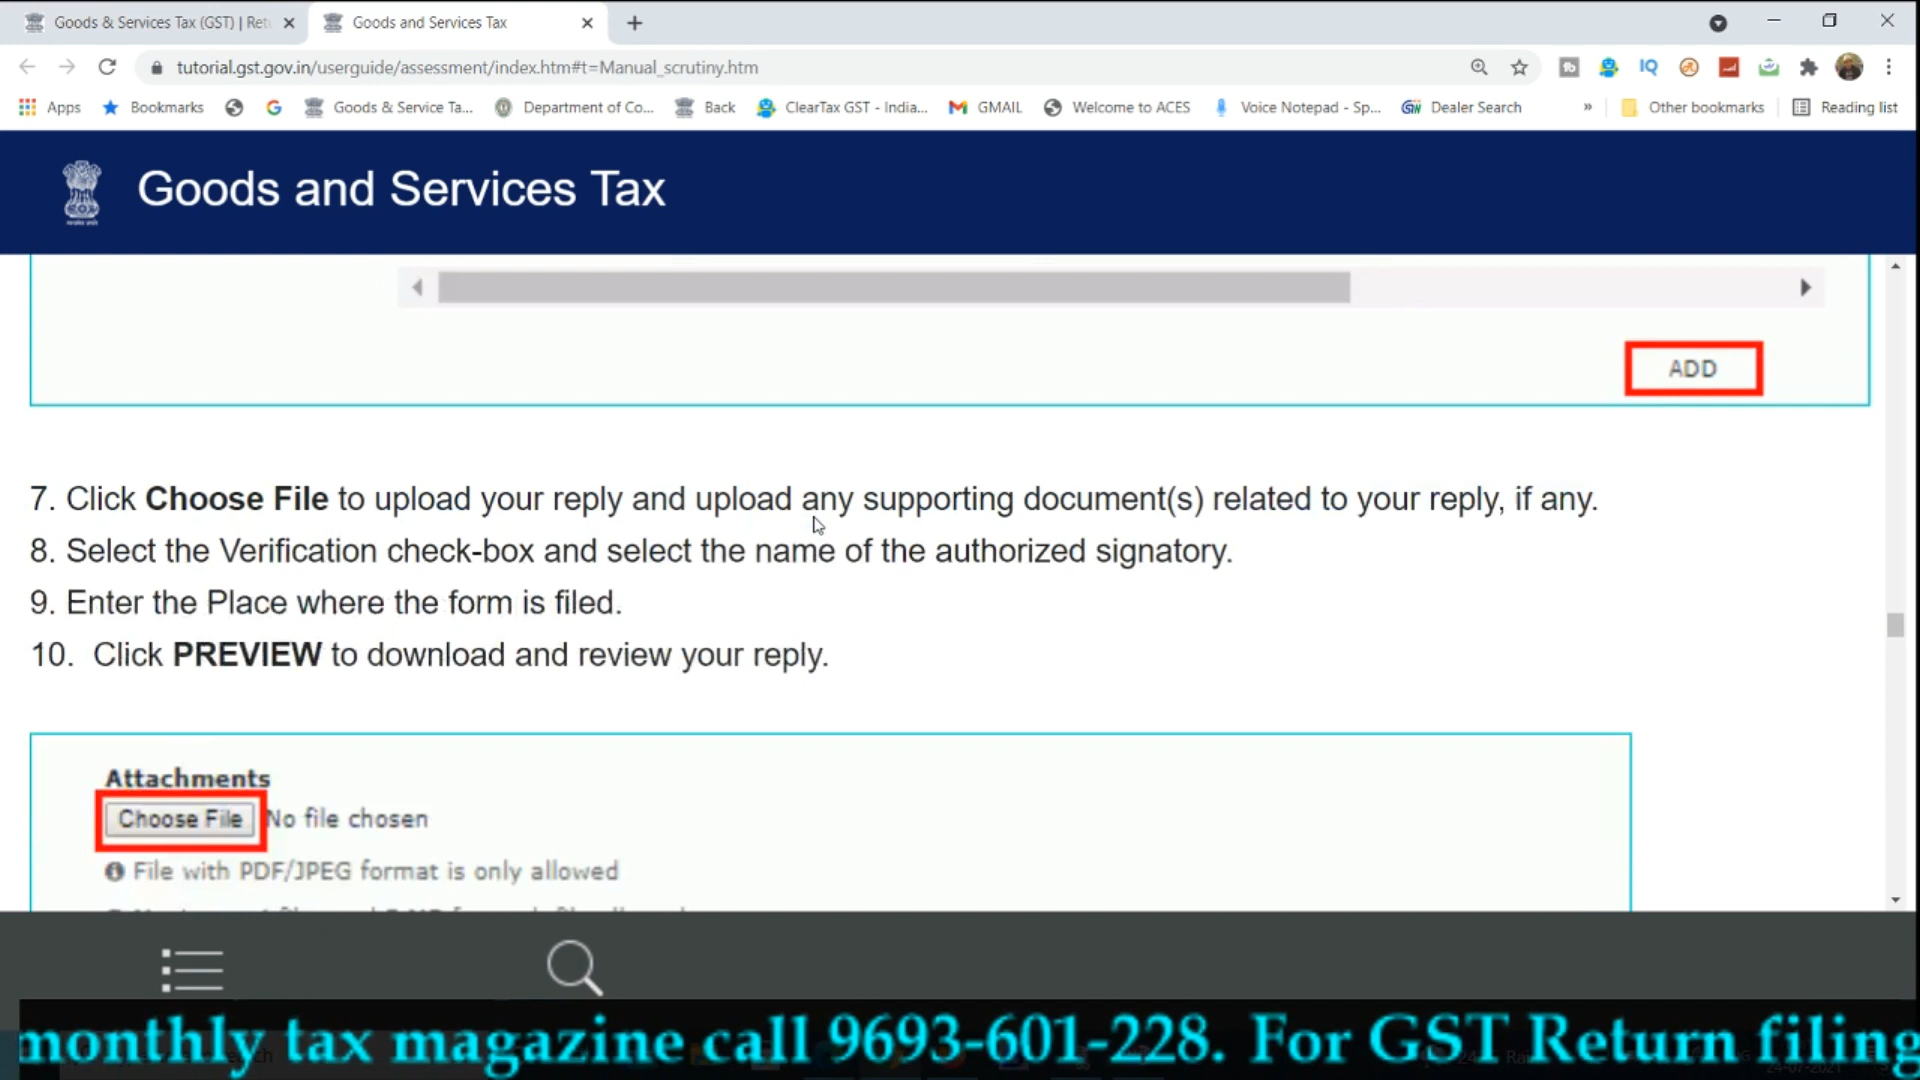 Goods & Services Tax (GST) | Retu
Goods and Services Tax
tutorial.gst.gov.in/userguide/assessment/index.htm#t=Manual_scrutiny.htm
IQ
Apps
Bookmarks
Goods & Service Ta...
Department of Co...
Back
ClearTax GST - India...
GMAIL
Welcome to ACES
Voice Notepad - Sp...
Dealer Search
»
Other bookmarks
Reading list
Goods and Services Tax
ADD
7. Click Choose File to upload your reply and upload any supporting document(s) related to your reply, if any.
8. Select the Verification check-box and select the name of the authorized signatory.
9. Enter the Place where the form is filed.
10. Click PREVIEW to download and review your reply.
Attachments
Choose File No file chosen
File with PDF/JPEG format is only allowed
monthly tax magazine call 9693-601-228. For GST Return filing